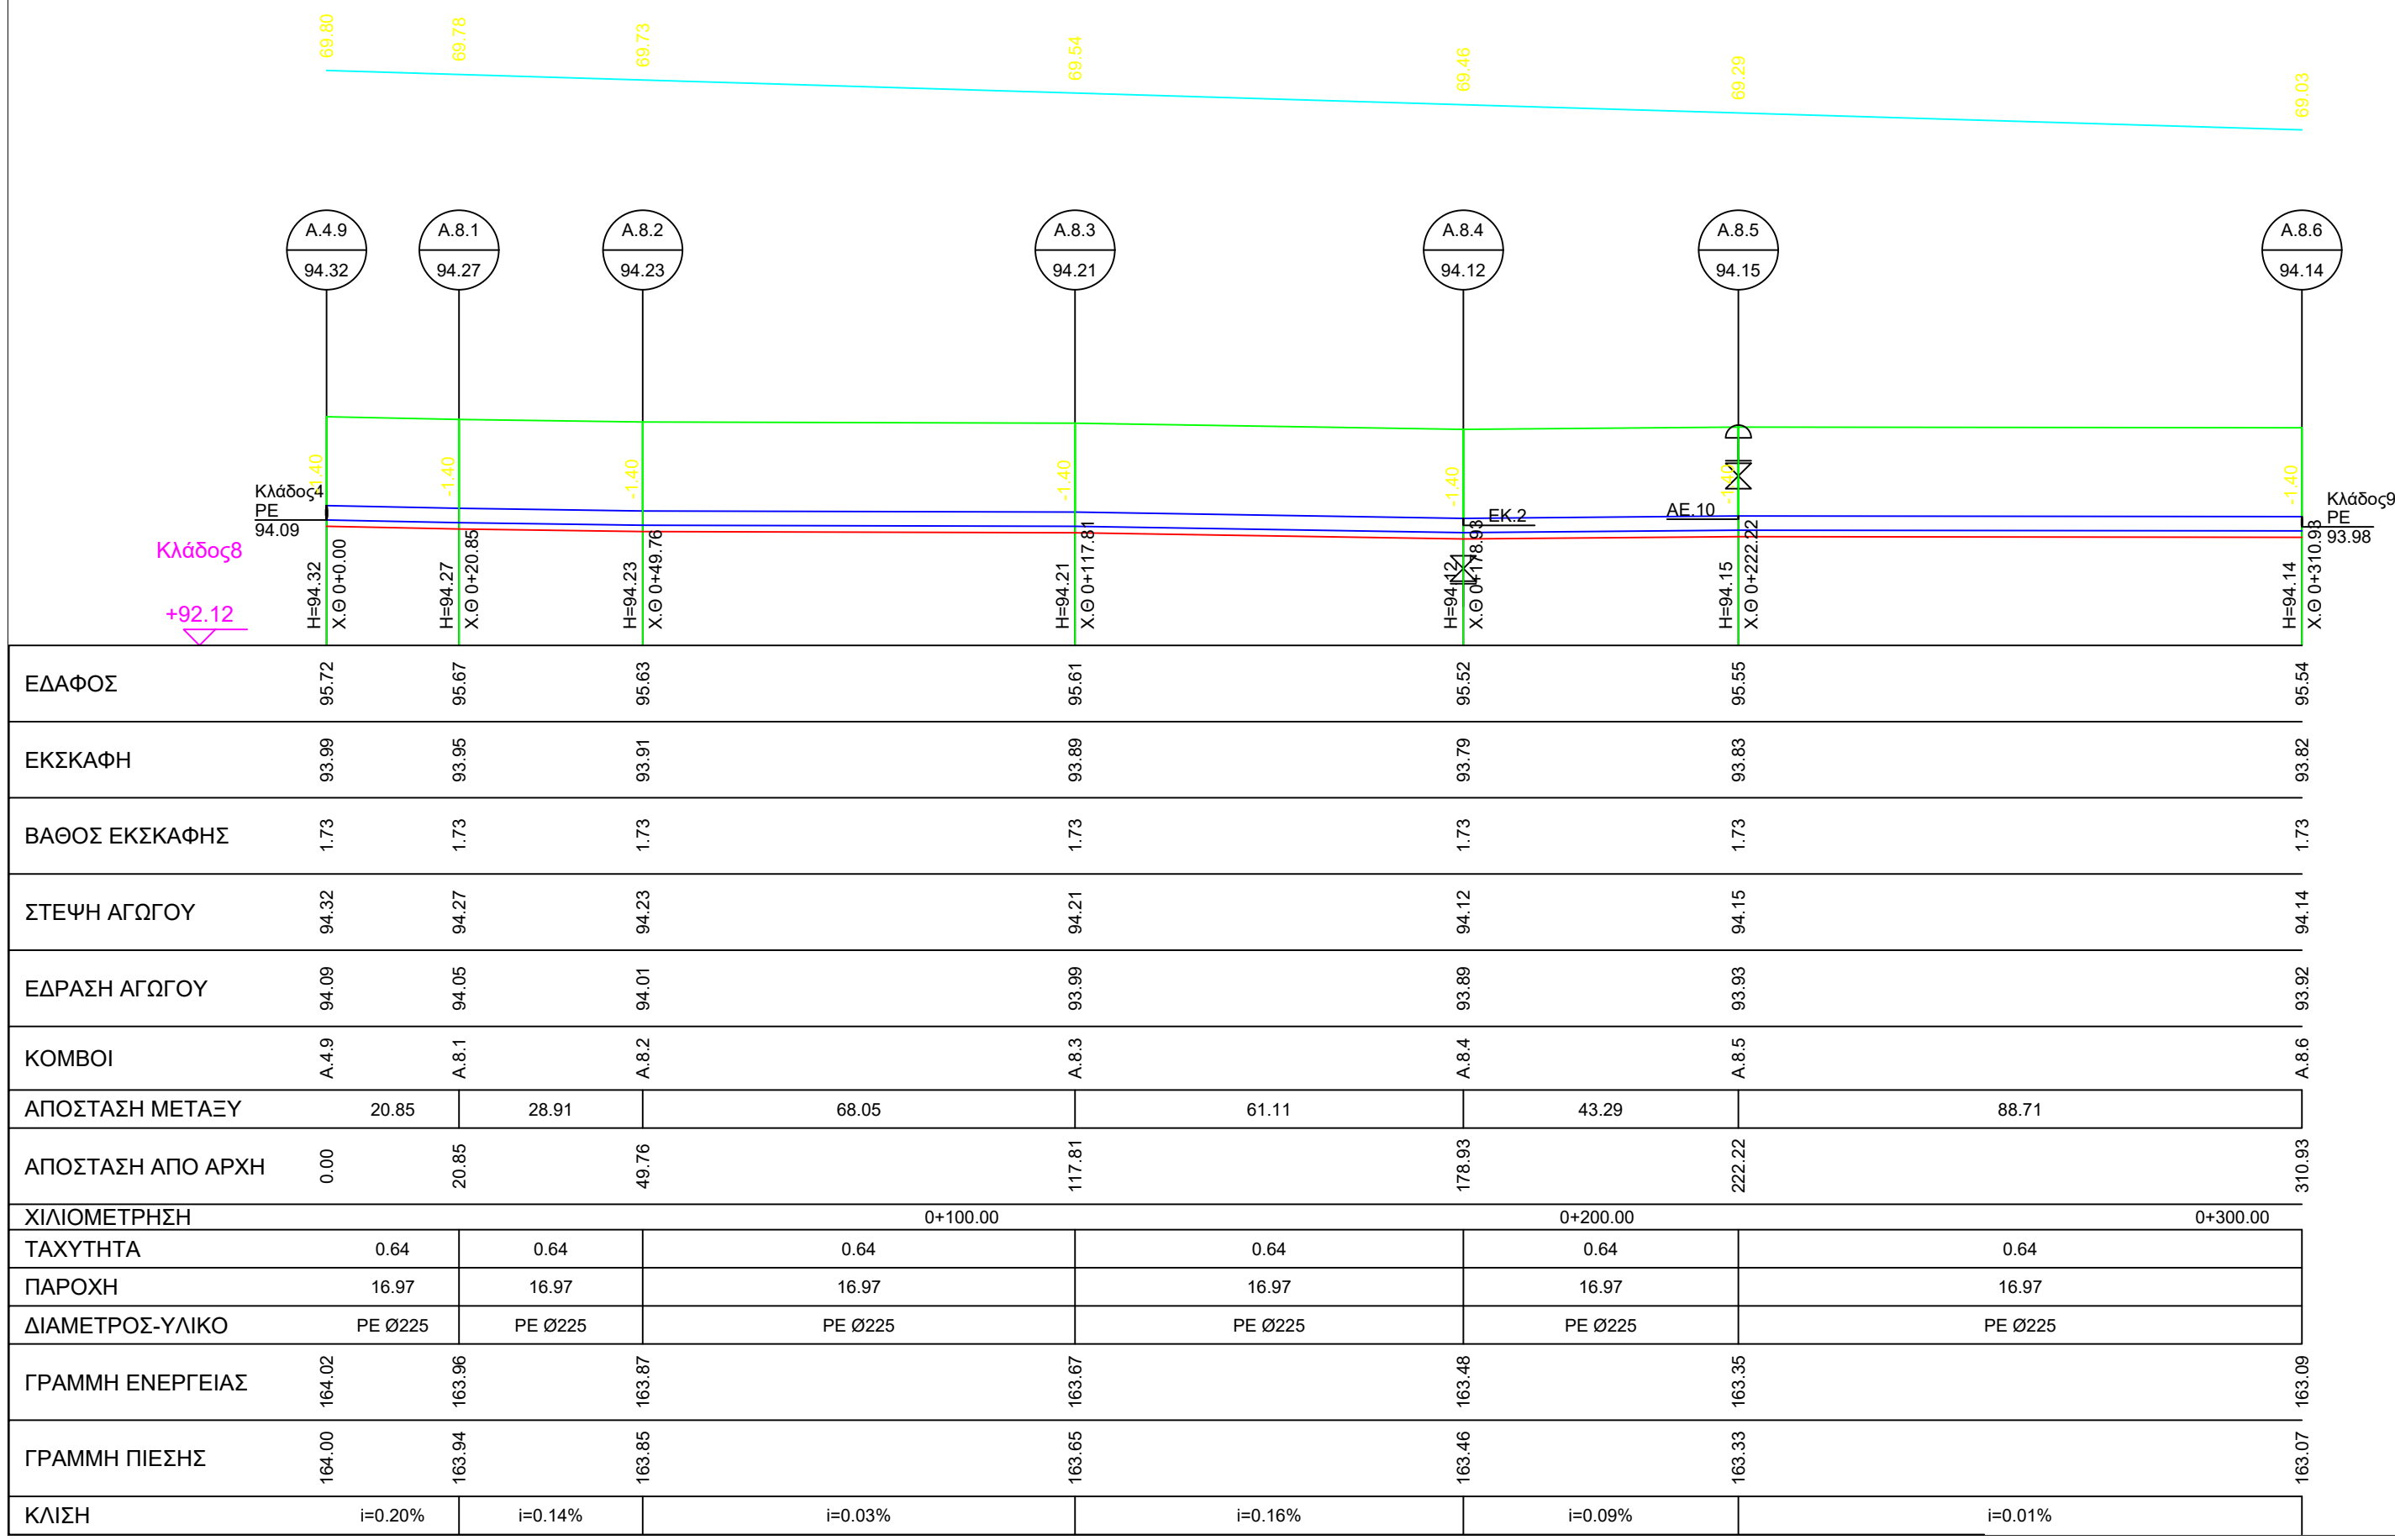 69.80 69.78 69.73 69.54 69.46 69.29 69.03
A.4.9 A.8.1 A.8.2 A.8.3 A.8.4 A.8.5 A.8.6
94.32 94.27 94.23 94.21 94.12 94.15 94.14
-1.40 -1.40 -1.40 -1.40 -1.40 -1.40 -1.40
Κλάδος4
PE
94.09
EK.2
AE.10
Κλάδος9
PE
93.98
Κλάδος8
+92.12
H=94.32 H=94.27 H=94.23 H=94.21 H=94.12 H=94.15 H=94.14
Χ.Θ 0+0.00 Χ.Θ 0+20.85 Χ.Θ 0+49.76 Χ.Θ 0+117.81 Χ.Θ 0+178.93 Χ.Θ 0+222.22 Χ.Θ 0+310.93
ΕΔΑΦΟΣ 95.72 95.67 95.63 95.61 95.52 95.55 95.54
ΕΚΣΚΑΦΗ 93.99 93.95 93.91 93.89 93.79 93.83 93.82
ΒΑΘΟΣ ΕΚΣΚΑΦΗΣ 1.73 1.73 1.73 1.73 1.73 1.73 1.73
ΣΤΕΨΗ ΑΓΩΓΟΥ 94.32 94.27 94.23 94.21 94.12 94.15 94.14
ΕΔΡΑΣΗ ΑΓΩΓΟΥ 94.09 94.05 94.01 93.99 93.89 93.93 93.92
ΚΟΜΒΟΙ A.4.9 A.8.1 A.8.2 A.8.3 A.8.4 A.8.5 A.8.6
ΑΠΟΣΤΑΣΗ ΜΕΤΑΞΥ 20.85 28.91 68.05 61.11 43.29 88.71
ΑΠΟΣΤΑΣΗ ΑΠΟ ΑΡΧΗ 0.00 20.85 49.76 117.81 178.93 222.22 310.93
ΧΙΛΙΟΜΕΤΡΗΣΗ 0+100.00 0+200.00 0+300.00
ΤΑΧΥΤΗΤΑ 0.64 0.64 0.64 0.64 0.64 0.64
ΠΑΡΟΧΗ 16.97 16.97 16.97 16.97 16.97 16.97
ΔΙΑΜΕΤΡΟΣ-ΥΛΙΚΟ PE Ø225 PE Ø225 PE Ø225 PE Ø225 PE Ø225 PE Ø225
ΓΡΑΜΜΗ ΕΝΕΡΓΕΙΑΣ 164.02 163.96 163.87 163.67 163.48 163.35 163.09
ΓΡΑΜΜΗ ΠΙΕΣΗΣ 164.00 163.94 163.85 163.65 163.46 163.33 163.07
ΚΛΙΣΗ i=0.20% i=0.14% i=0.03% i=0.16% i=0.09% i=0.01%